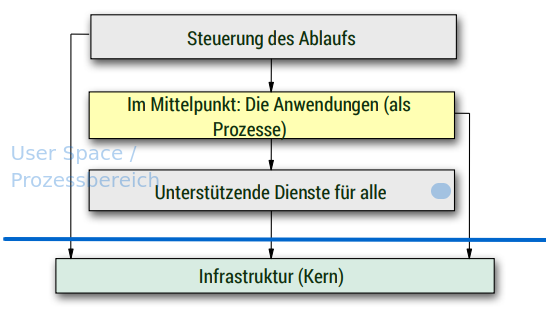 Steuerung des Ablaufs
Im Mittelpunkt: Die Anwendungen (als
Prozesse)
User Space /
Prozessbereich
Unterstützende Dienste für alle
Infrastruktur (Kern)